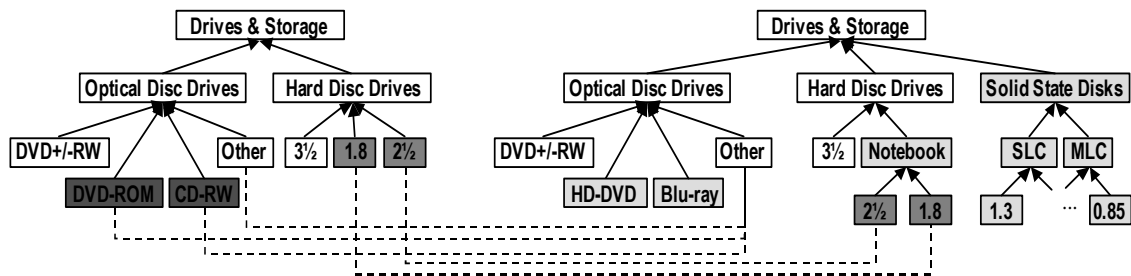 Drives & Storage
Drives & Storage
Optical Disc Drives
Hard Disc Drives
Optical Disc Drives
Hard Disc Drives
Solid State Disks
DVD+/-RW
Other
3½
1.8
2½
DVD+/-RW
Other
3½
Notebook
SLC
MLC
DVD-ROM
CD-RW
HD-DVD
Blu-ray
2½
1.8
1.3
...
0.85